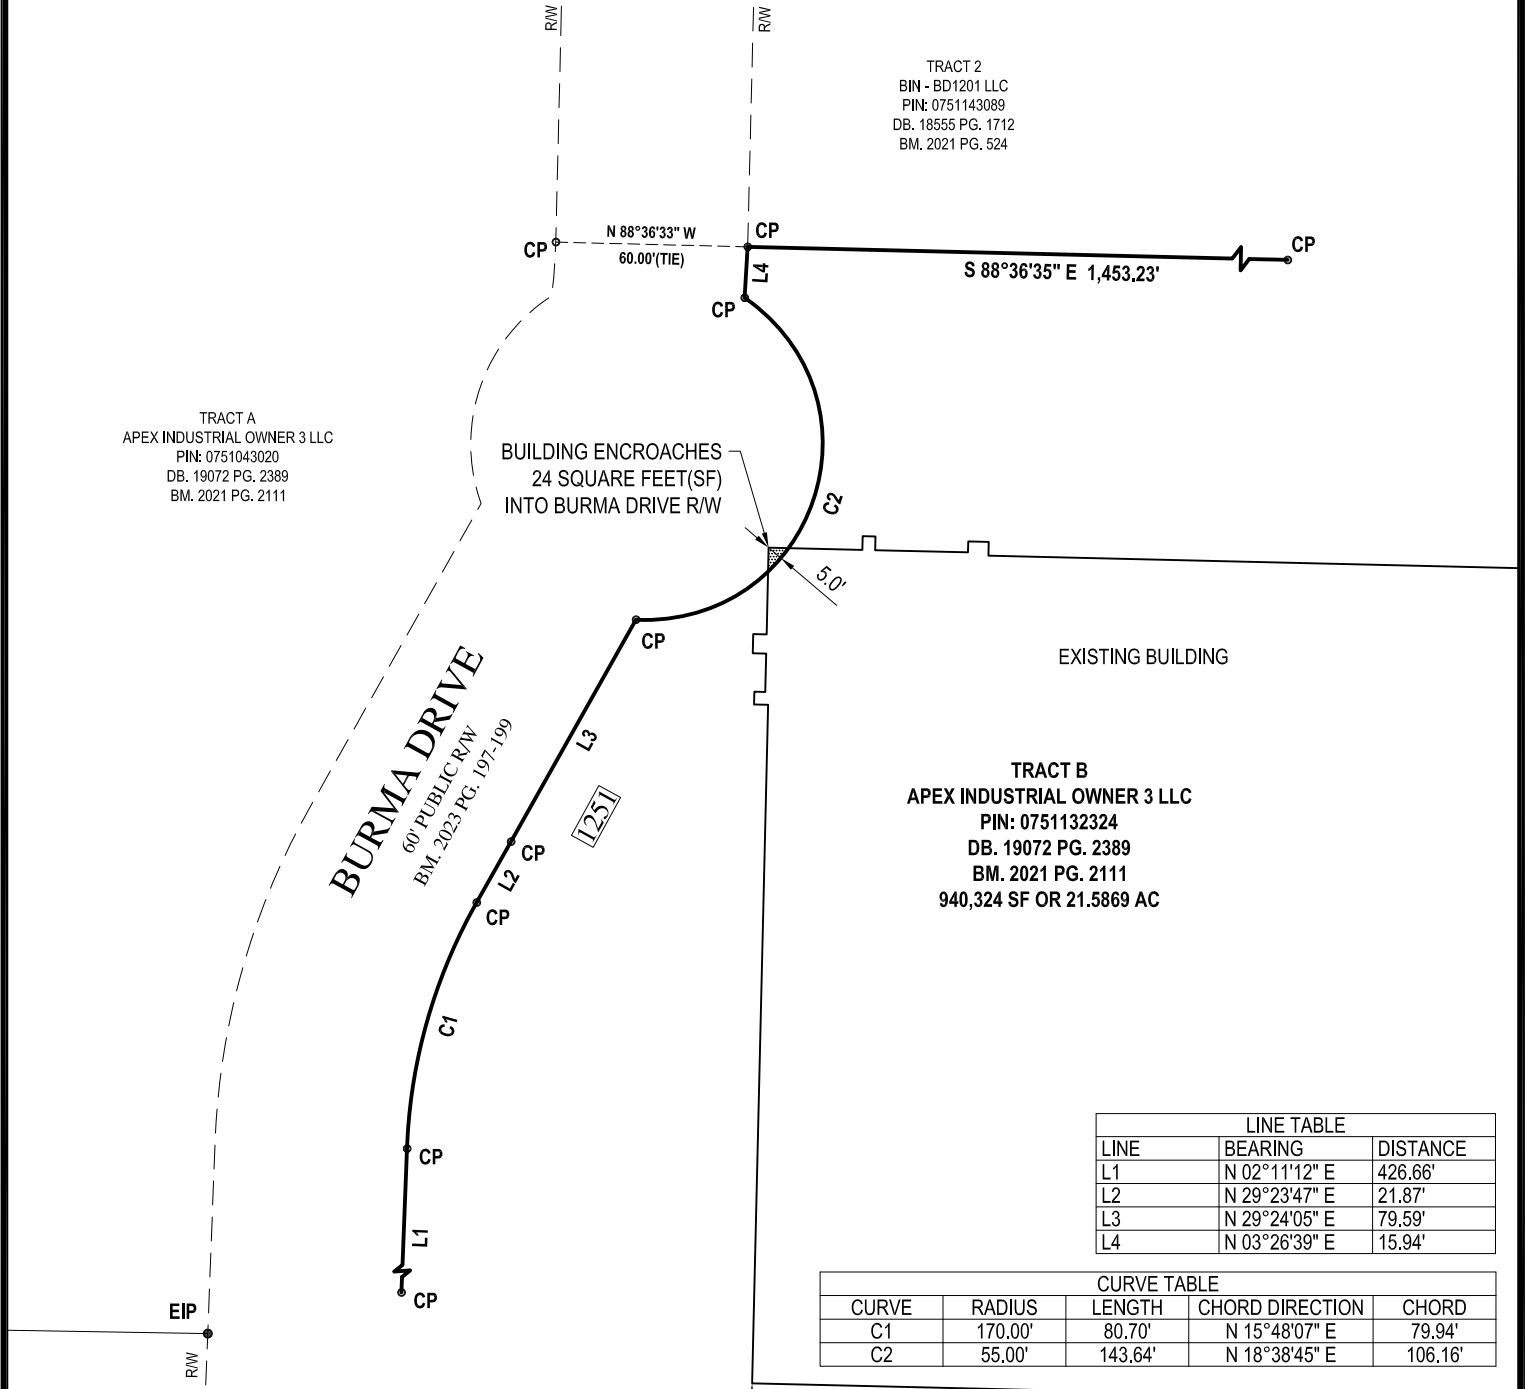 R/W
R/W
TRACT 2
BIN - BD1201 LLC
PIN: 0751143089
DB. 18555 PG. 1712
BM. 2021 PG. 524
N 88°36'33" W
60.00'(TIE)
CP
CP
CP
S 88°36'35" E 1,453.23'
L4
CP
TRACT A
APEX INDUSTRIAL OWNER 3 LLC
PIN: 0751043020
DB. 19072 PG. 2389
BM. 2021 PG. 2111
BUILDING ENCROACHES
24 SQUARE FEET(SF)
INTO BURMA DRIVE R/W
C2
5.0'
CP
EXISTING BUILDING
BURMA DRIVE
60' PUBLIC R/W
BM. 2023 PG. 197-199
L3
1251
CP
L2
CP
TRACT B
APEX INDUSTRIAL OWNER 3 LLC
PIN: 0751132324
DB. 19072 PG. 2389
BM. 2021 PG. 2111
940,324 SF OR 21.5869 AC
C1
CP
L1
CP
EIP
R/W
LINE TABLE
LINE BEARING DISTANCE
L1 N 02°11'12" E 426.66'
L2 N 29°23'47" E 21.87'
L3 N 29°24'05" E 79.59'
L4 N 03°26'39" E 15.94'
CURVE TABLE
CURVE RADIUS LENGTH CHORD DIRECTION CHORD
C1 170.00' 80.70' N 15°48'07" E 79.94'
C2 55.00' 143.64' N 18°38'45" E 106.16'